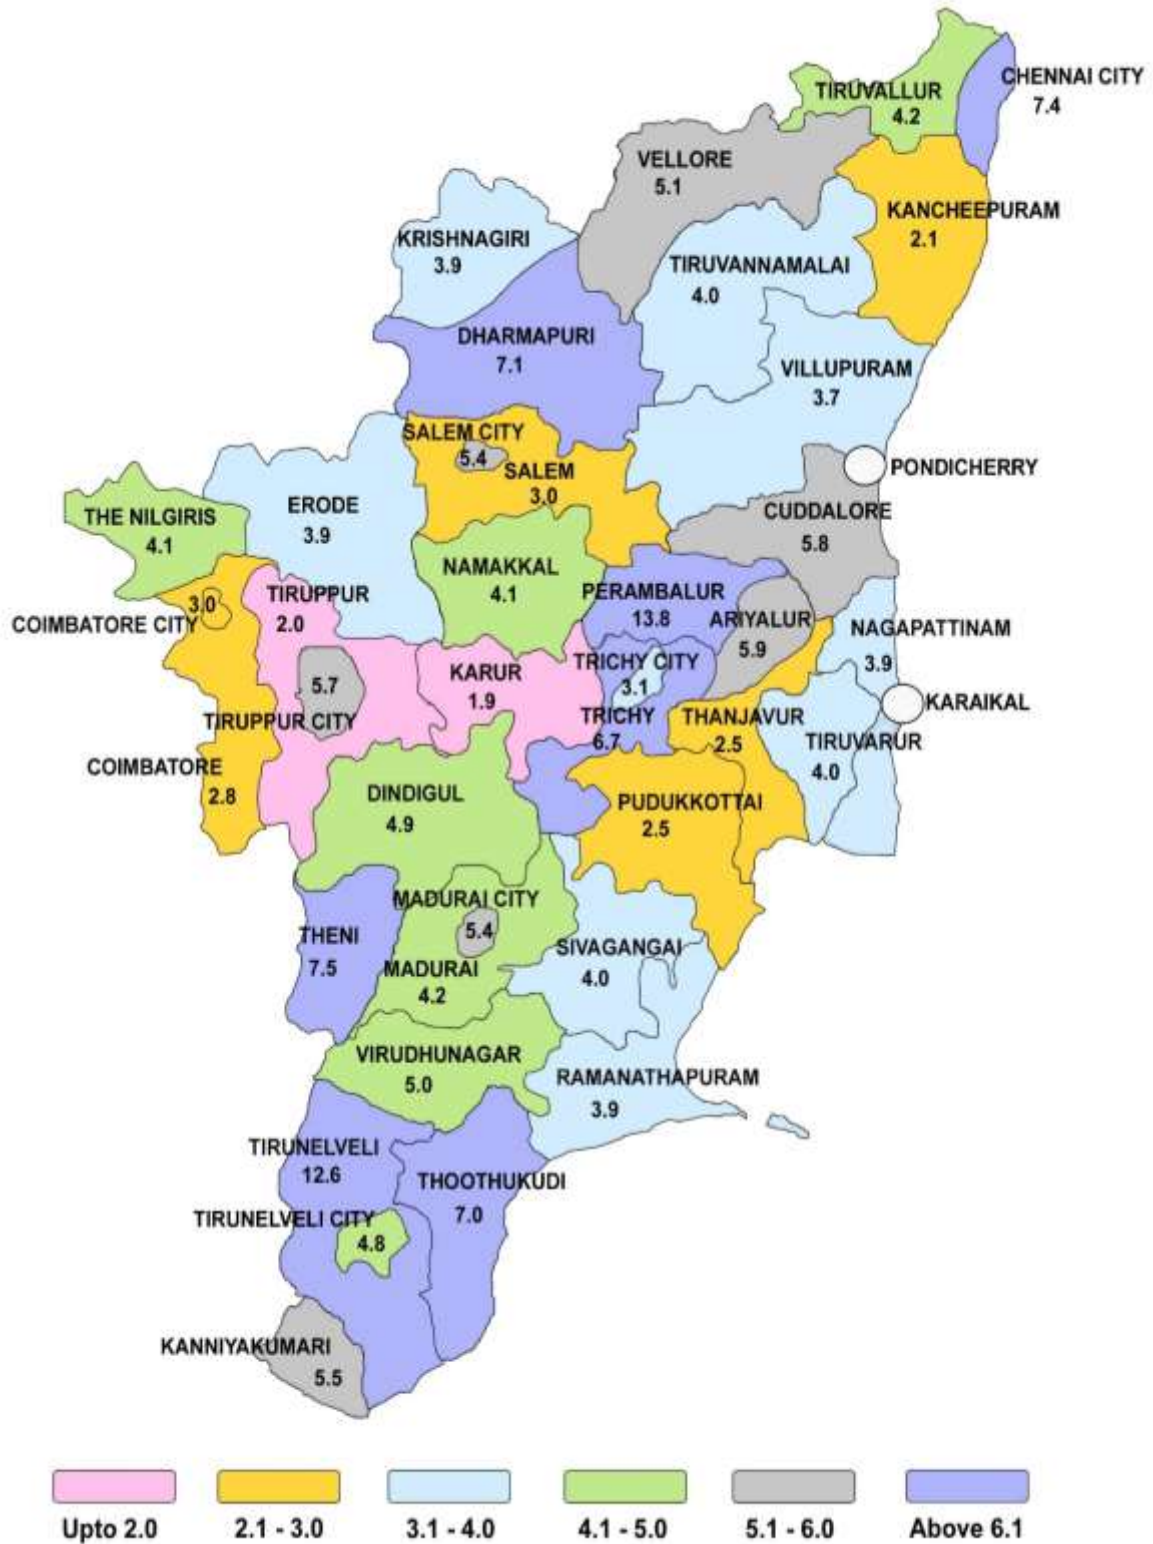 CHENNAI CITY
7.4
TIRUVALLUR
4.2
VELLORE
5.1
KANCHEEPURAM
2.1
KRISHNAGIRI
3.9
TIRUVANNAMALAI
4.0
DHARMAPURI
7.1
VILLUPURAM
3.7
SALEM CITY
5.4
SALEM
3.0
PONDICHERRY
ERODE
3.9
CUDDALORE
5.8
THE NILGIRIS
4.1
NAMAKKAL
4.1
PERAMBALUR
13.8
ARIYALUR
5.9
TIRUPPUR
2.0
3.0
COIMBATORE CITY
NAGAPATTINAM
3.9
TRICHY CITY
3.1
KARUR
1.9
5.7
TIRUPPUR CITY
TRICHY
6.7
THANJAVUR
2.5
KARAIKAL
TIRUVARUR
4.0
COIMBATORE
2.8
DINDIGUL
4.9
PUDUKKOTTAI
2.5
MADURAI CITY
5.4
THENI
7.5
MADURAI
4.2
SIVAGANGAI
4.0
VIRUDHUNAGAR
5.0
RAMANATHAPURAM
3.9
TIRUNELVELI
12.6
THOOTHUKUDI
7.0
TIRUNELVELI CITY
4.8
KANNIYAKUMARI
5.5
Upto 2.0 2.1 - 3.0 3.1 - 4.0 4.1 - 5.0 5.1 - 6.0 Above 6.1